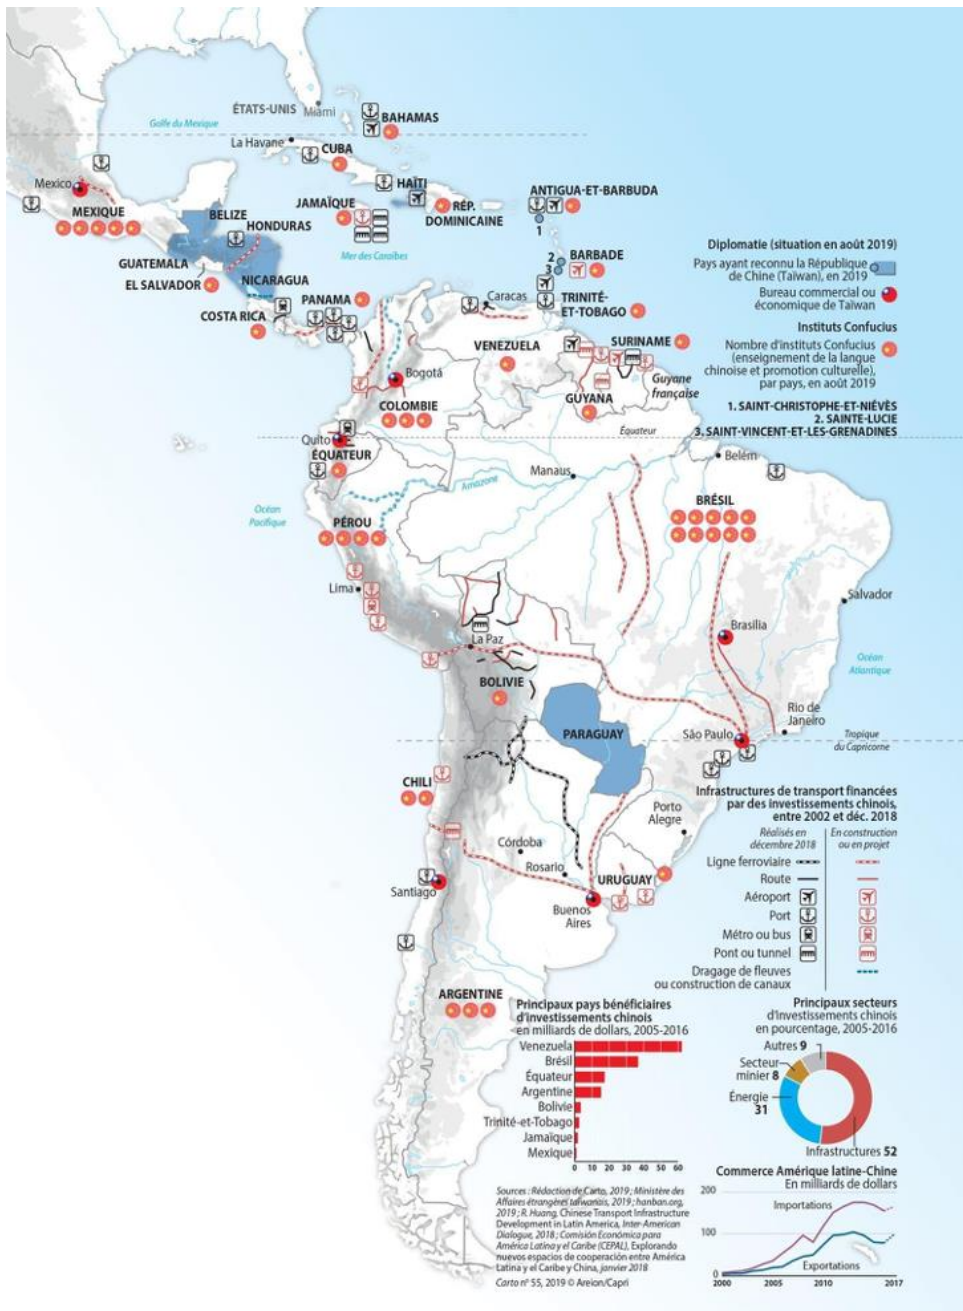 ÉTATS-UNIS
Miami
Golfe du Mexique
BAHAMAS
La Havane
CUBA
Mexico
MEXIQUE
HAÏTI
JAMAÏQUE
RÉP.
DOMINICAINE
ANTIGUA-ET-BARBUDA
1
BELIZE
HONDURAS
Mer des Caraïbes
2
3
BARBADE
GUATEMALA
EL SALVADOR
NICARAGUA
PANAMA
COSTA RICA
Caracas
TRINITÉ-
ET-TOBAGO
VENEZUELA
SURINAME
Bogotá
Guyane
française
GUYANA
COLOMBIE
Quito
ÉQUATEUR
Équateur
Belém
Manaus
Amazone
Océan
Pacifique
PÉROU
BRÉSIL
Lima
Salvador
Brasilia
La Paz
Océan
Atlantique
BOLIVIE
PARAGUAY
Rio de
Janeiro
São Paulo
Tropique
du Capricorne
CHILI
Porto
Alegre
Córdoba
Rosario
URUGUAY
Santiago
Buenos
Aires
ARGENTINE
Diplomatie (situation en août 2019)
Pays ayant reconnu la République
de Chine (Taïwan), en 2019
Bureau commercial ou
économique de Taïwan
Instituts Confucius
Nombre d'instituts Confucius
(enseignement de la langue
chinoise et promotion culturelle),
par pays, en août 2019
1. SAINT-CHRISTOPHE-ET-NIÉVÈS
2. SAINTE-LUCIE
3. SAINT-VINCENT-ET-LES-GRENADINES
Infrastructures de transport financées
par des investissements chinois,
entre 2002 et déc. 2018
Réalisés en
décembre 2018
En construction
ou en projet
Ligne ferroviaire
Route
Aéroport
Port
Métro ou bus
Pont ou tunnel
Dragage de fleuves
ou construction de canaux
Principaux pays bénéficiaires
d'investissements chinois
en milliards de dollars, 2005-2016
Venezuela
Brésil
Équateur
Argentine
Bolivie
Trinité-et-Tobago
Jamaïque
Mexique
0 10 20 30 40 50 60
Principaux secteurs
d'investissements chinois
en pourcentage, 2005-2016
Autres 9
Secteur
minier 8
Énergie
31
Infrastructures 52
Commerce Amérique latine-Chine
En milliards de dollars
200
Importations
100
Exportations
0
2000 2005 2010 2017
Sources : Rédaction de Carto, 2019 ; Ministère des
Affaires étrangères taïwanais, 2019 ; hanban.org,
2019 ; R. Huang, Chinese Transport Infrastructure
Development in Latin America, Inter-American
Dialogue, 2018 ; Comisión Económica para
América Latina y el Caribe (CEPAL), Explorando
nuevos espacios de cooperación entre América
Latina y el Caribe y China, janvier 2018
Carto n° 55, 2019 © Areion/Capri